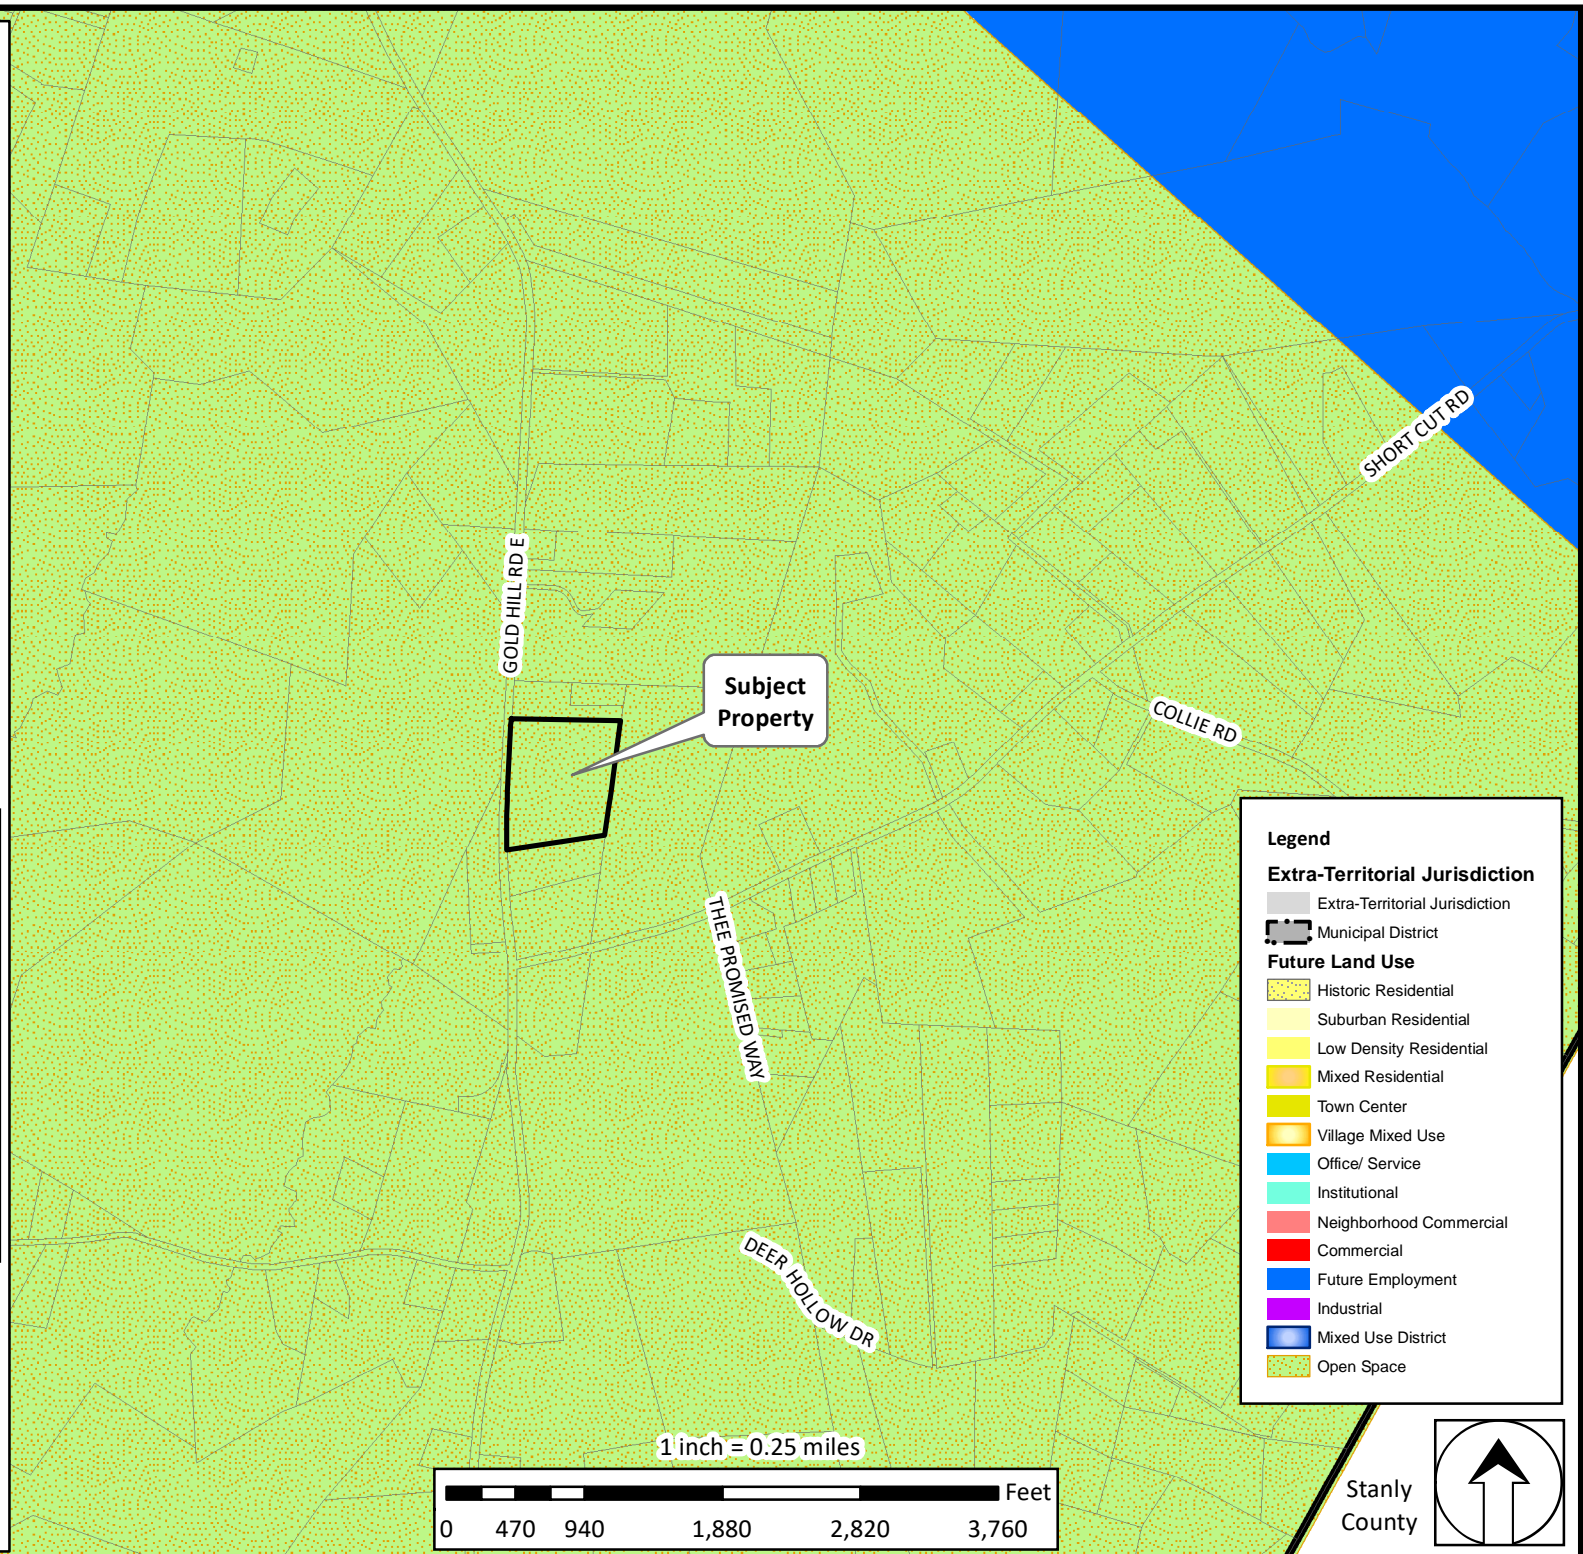 SHORT CUT RD
GOLD HILL RD E
Subject
Property
COLLIE RD
THEE PROMISED WAY
DEER HOLLOW DR
Legend
Extra-Territorial Jurisdiction
Extra-Territorial Jurisdiction
Municipal District
Future Land Use
Historic Residential
Suburban Residential
Low Density Residential
Mixed Residential
Town Center
Village Mixed Use
Office/ Service
Institutional
Neighborhood Commercial
Commercial
Future Employment
Industrial
Mixed Use District
Open Space
1 inch = 0.25 miles
Feet
0 470 940 1,880 2,820 3,760
Stanly
County